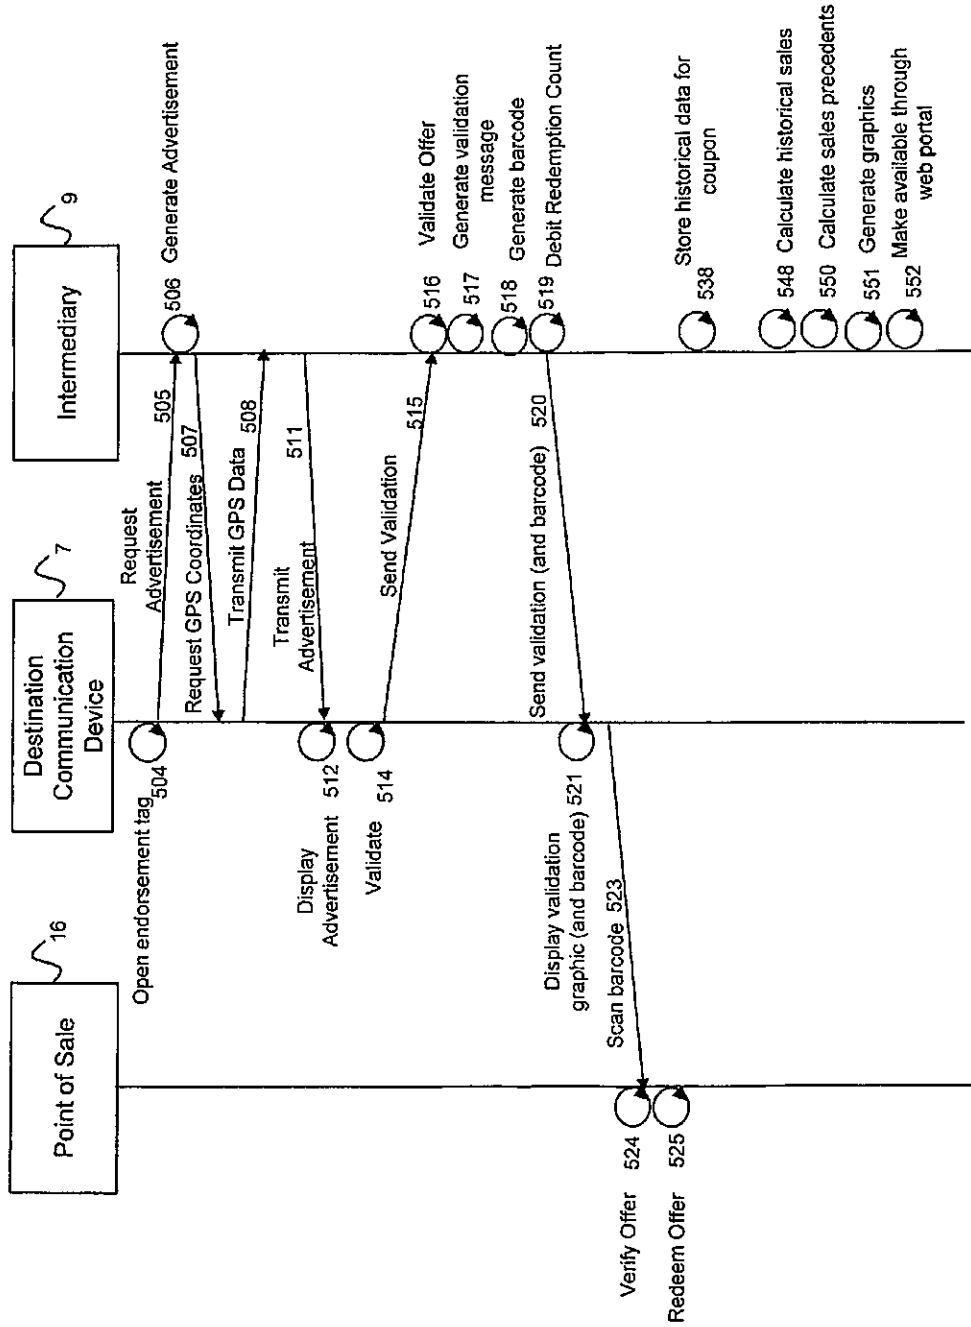 Point of Sale
16
Destination
Communication
Device
7
Intermediary
9
Open endorsement tag
504
Request
Advertisement
505
506
Generate Advertisement
Request GPS Coordinates
507
Transmit GPS Data
508
Transmit
Advertisement
511
Display
Advertisement
512
Validate
514
Send Validation
515
516
Validate Offer
517
Generate validation
message
518
Generate barcode
519
Debit Redemption Count
Send validation (and barcode)
520
Display validation
graphic (and barcode)
521
Scan barcode 523
Verify Offer
524
Redeem Offer
525
538
Store historical data for
coupon
548
Calculate historical sales
550
Calculate sales precedents
551
Generate graphics
552
Make available through
web portal